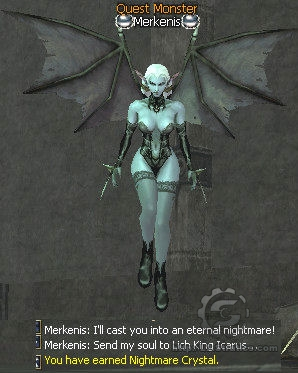 Quest Monster
Merkenis
Merkenis: I'll cast you into an eternal nightmare!
Merkenis: Send my soul to Lich King Icarus...
You have earned Nightmare Crystal.